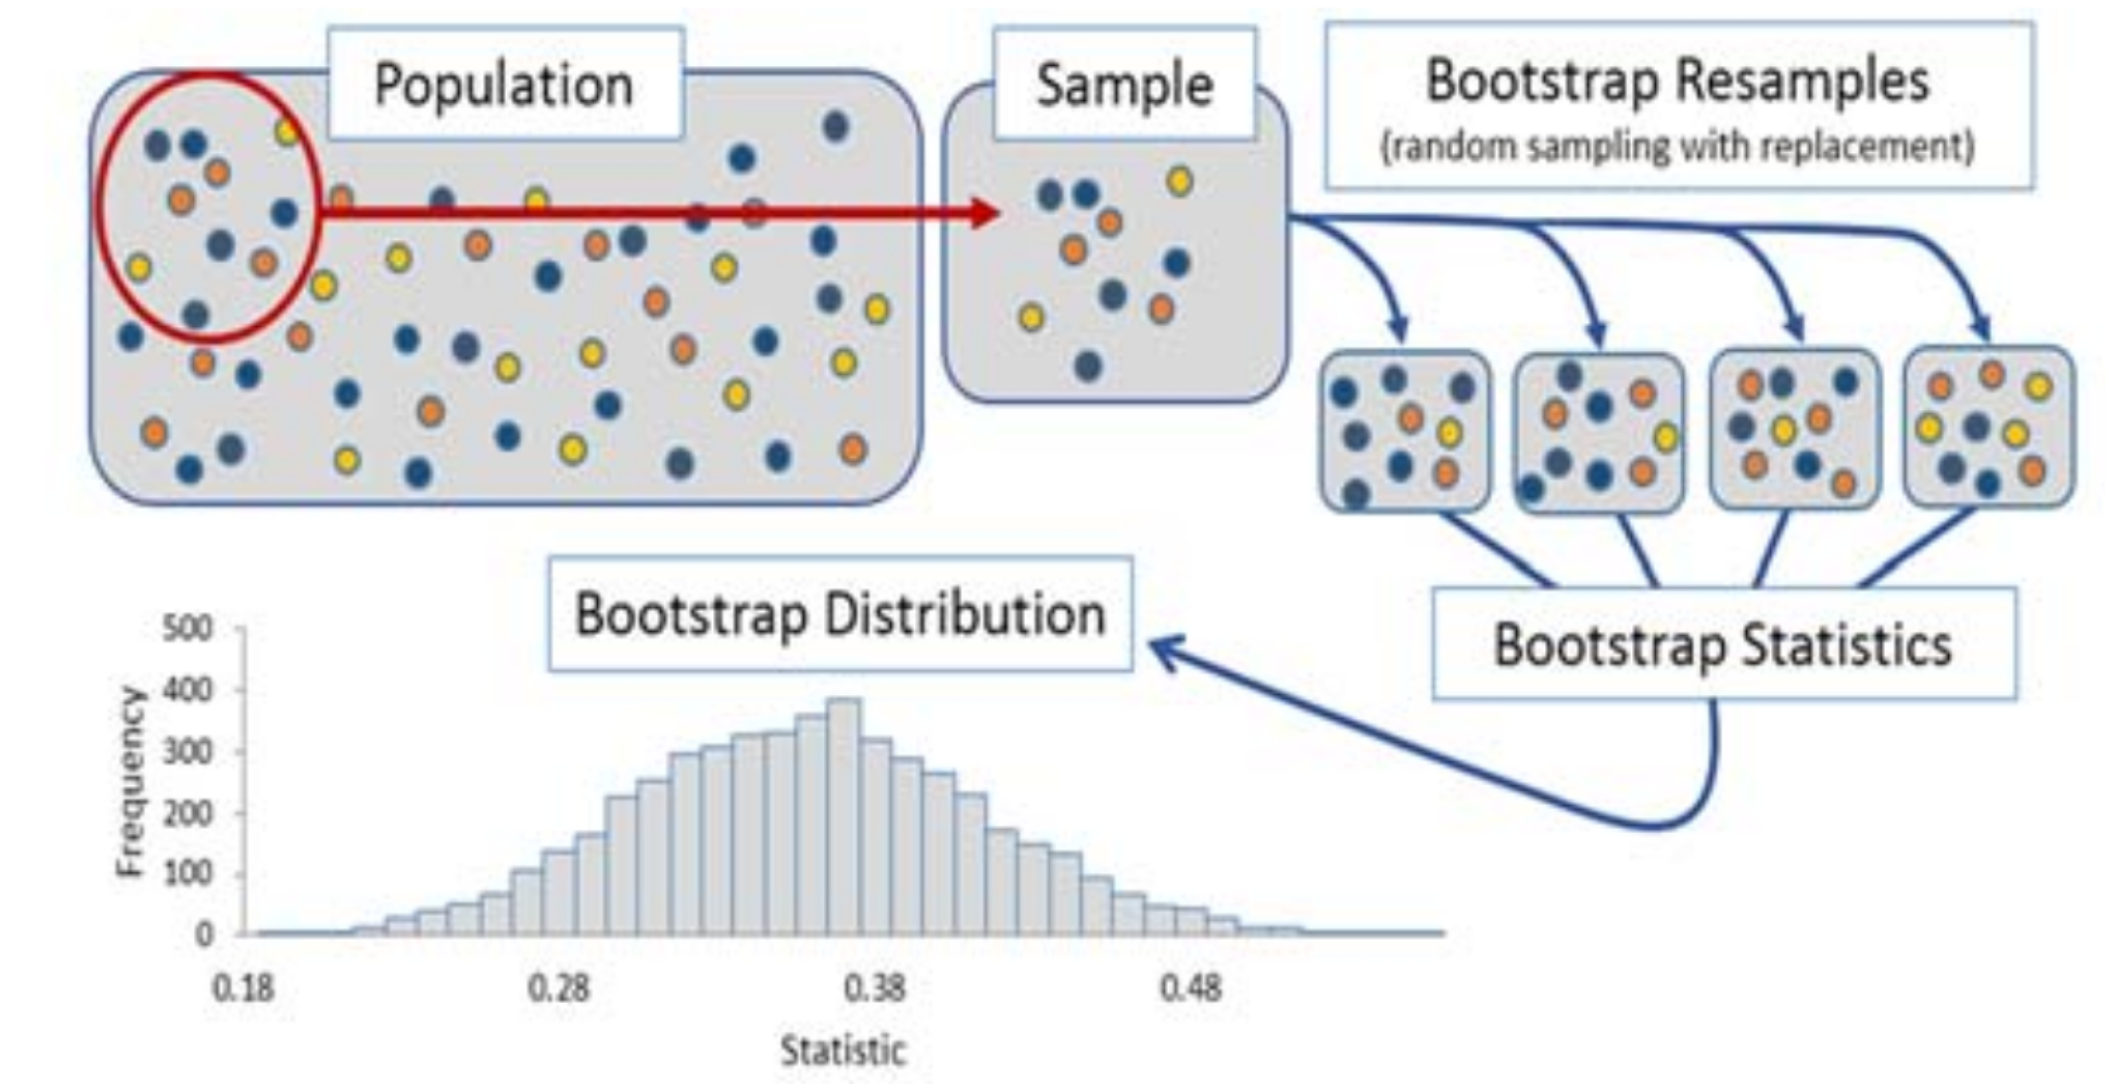 Population
Sample
Bootstrap Resamples
(random sampling with replacement)
Bootstrap Distribution
Bootstrap Statistics
500
400
300
200
100
0
Frequency
0.18
0.28
0.38
0.48
Statistic